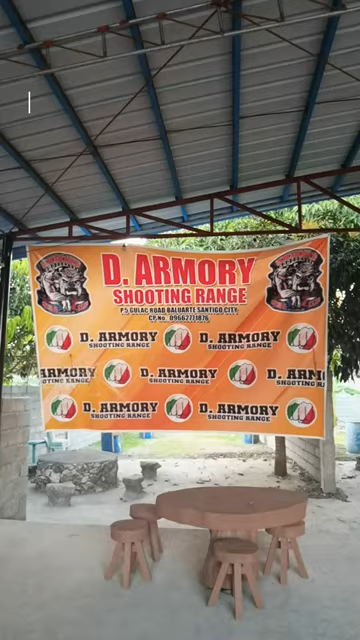 D. ARMORY
SHOOTING RANGE
P5 GULAC ROAD BALUARTE SANTIGO CITY
CP.No. 09662771876
D. ARMORY
SHOOTING RANGE
D. ARMORY
SHOOTING RANGE
ARMORY
SHOOTING RANGE
D. ARMORY
SHOOTING RANGE
D. ARM
SHOOTING R
D. ARMORY
SHOOTING RANGE
D. ARMORY
SHOOTING RANGE